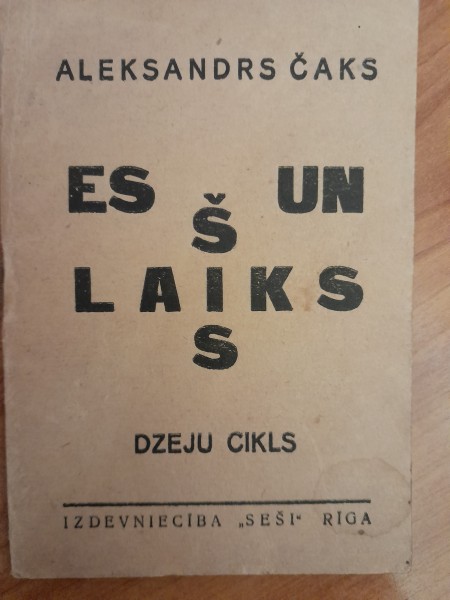 ALEKSANDRS ČAKS
ES UN
Š
LAIKS
S
DZEJU CIKLS
IZDEVNIECĪBA „SEŠI“ RĪGA